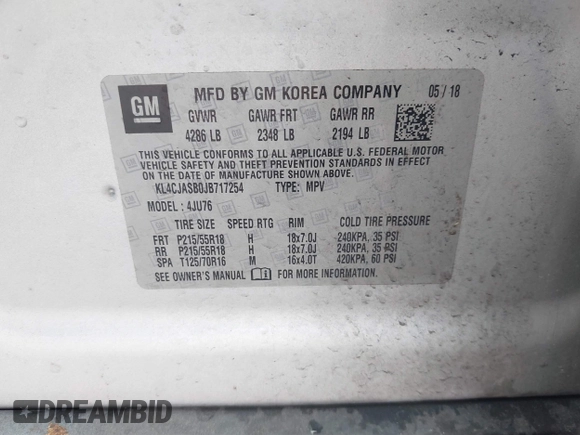 GM
MFD BY GM KOREA COMPANY 05/18
GVWR GAWR FRT GAWR RR
4286 LB 2348 LB 2194 LB
THIS VEHICLE CONFORMS TO ALL APPLICABLE U.S. FEDERAL MOTOR
VEHICLE SAFETY AND THEFT PREVENTION STANDARDS IN EFFECT
ON THE DATE OF MANUFACTURE SHOWN ABOVE.
KL4CJASB0JB717254 TYPE: MPV
MODEL: 4JU76
TIRE SIZE SPEED RTG RIM COLD TIRE PRESSURE
FRT P215/55R18 H 18x7.0J 240KPA, 35 PSI
RR P215/55R18 H 18x7.0J 240KPA, 35 PSI
SPA T125/70R16 M 16x4.0T 420KPA, 60 PSI
SEE OWNER'S MANUAL FOR MORE INFORMATION.
DREAMBID